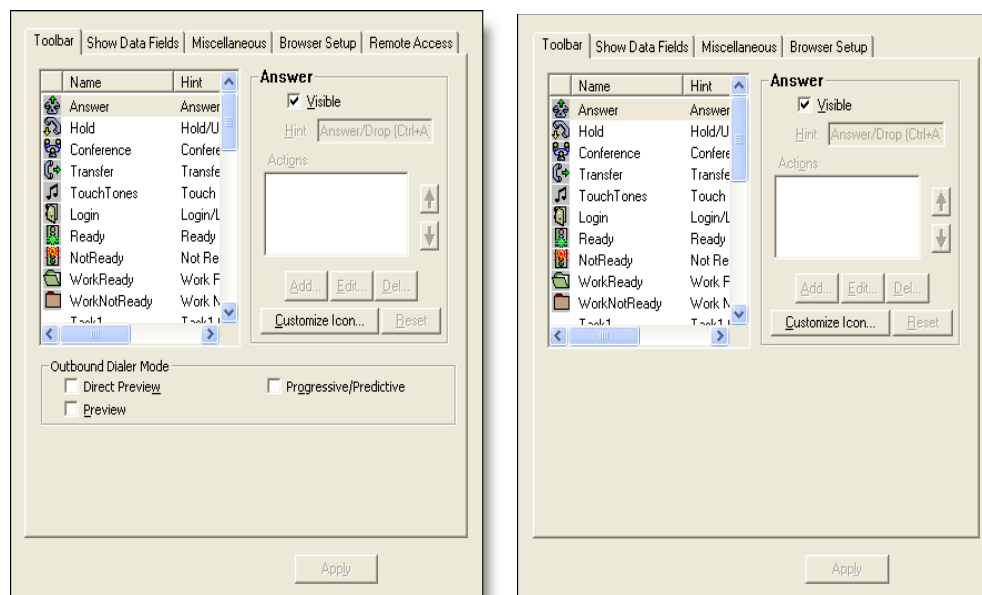 Toolbar Show Data Fields Miscellaneous Browser Setup Remote Access
Name Hint
Answer Answer
Hold Hold/U
Conference Confere
Transfer Transfe
TouchTones Touch
Login Login/L
Ready Ready
NotReady Not Re
WorkReady Work F
WorkNotReady Work N
Task1 Task1
Answer
Visible
Hint Answer/Drop (Ctrl+A)
Actions
Add... Edit... Del...
Customize Icon... Reset
Outbound Dialer Mode
Direct Preview Progressive/Predictive
Preview
Apply
Toolbar Show Data Fields Miscellaneous Browser Setup
Name Hint
Answer Answer
Hold Hold/U
Conference Confere
Transfer Transfe
TouchTones Touch
Login Login/L
Ready Ready
NotReady Not Re
WorkReady Work F
WorkNotReady Work N
Task1 Task1
Answer
Visible
Hint Answer/Drop (Ctrl+A)
Actions
Add... Edit... Del...
Customize Icon... Reset
Apply